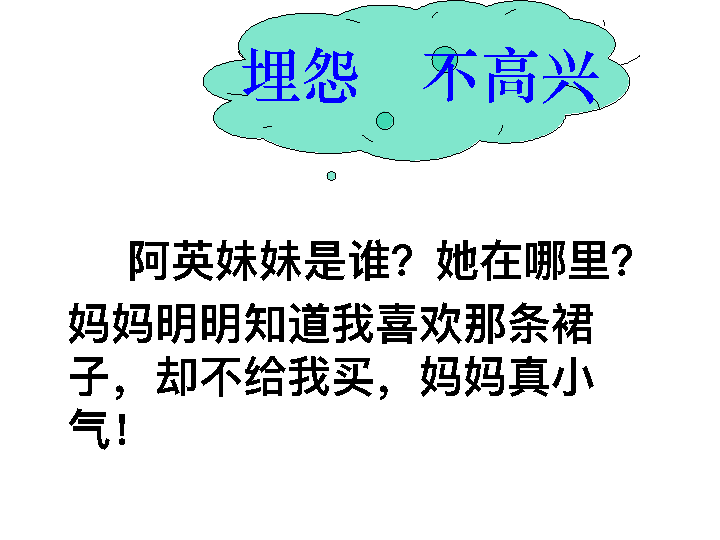 埋怨　不高兴
阿英妹妹是谁？她在哪里？
妈妈明明知道我喜欢那条裙
子，却不给我买，妈妈真小
气！